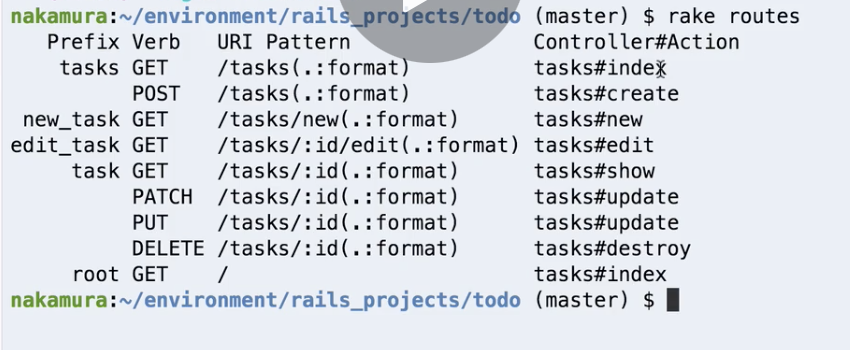 nakamura:~/environment/rails_projects/todo (master) $ rake routes
Prefix Verb URI Pattern Controller#Action
tasks GET /tasks(.:format) tasks#index
POST /tasks(.:format) tasks#create
new_task GET /tasks/new(.:format) tasks#new
edit_task GET /tasks/:id/edit(.:format) tasks#edit
task GET /tasks/:id(.:format) tasks#show
PATCH /tasks/:id(.:format) tasks#update
PUT /tasks/:id(.:format) tasks#update
DELETE /tasks/:id(.:format) tasks#destroy
root GET / tasks#index
nakamura:~/environment/rails_projects/todo (master) $